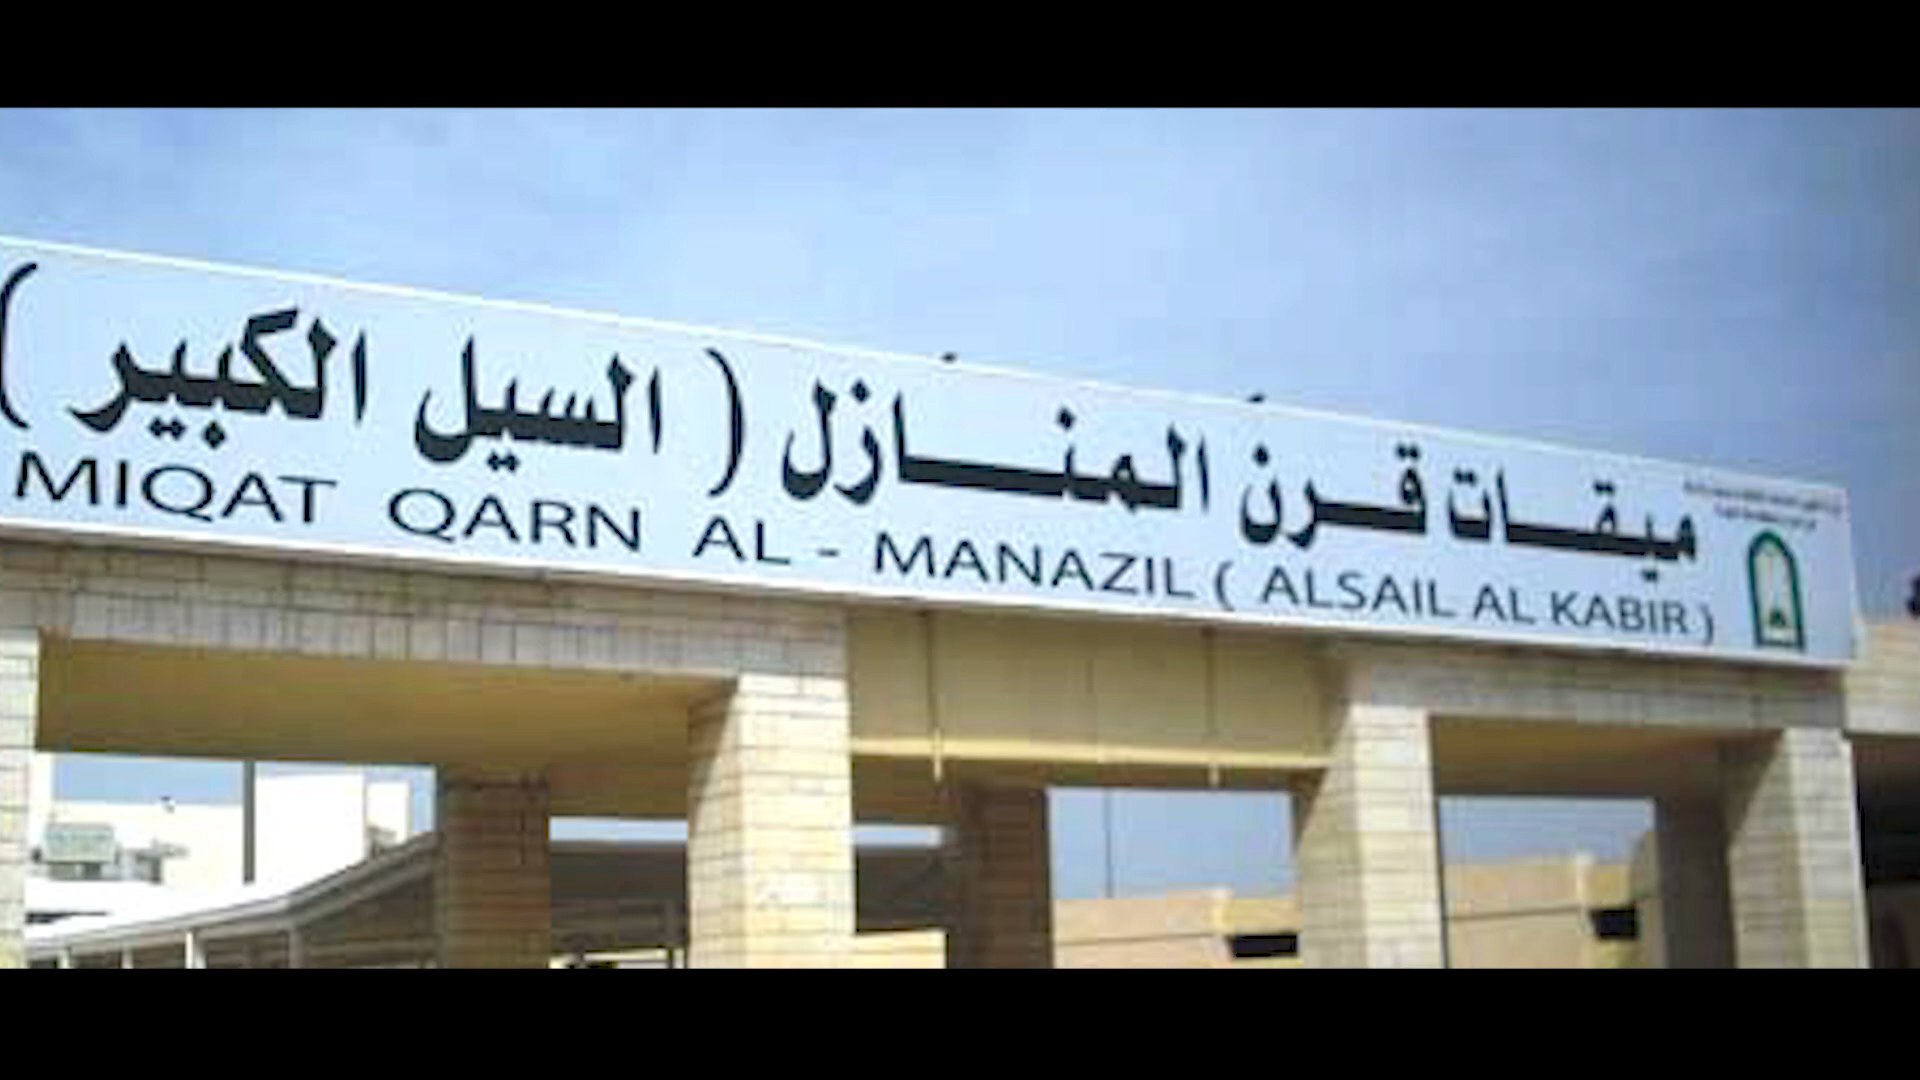 ميقات قرن المنازل ( السيل الكبير )
MIQAT QARN AL - MANAZIL ( ALSAIL AL KABIR )